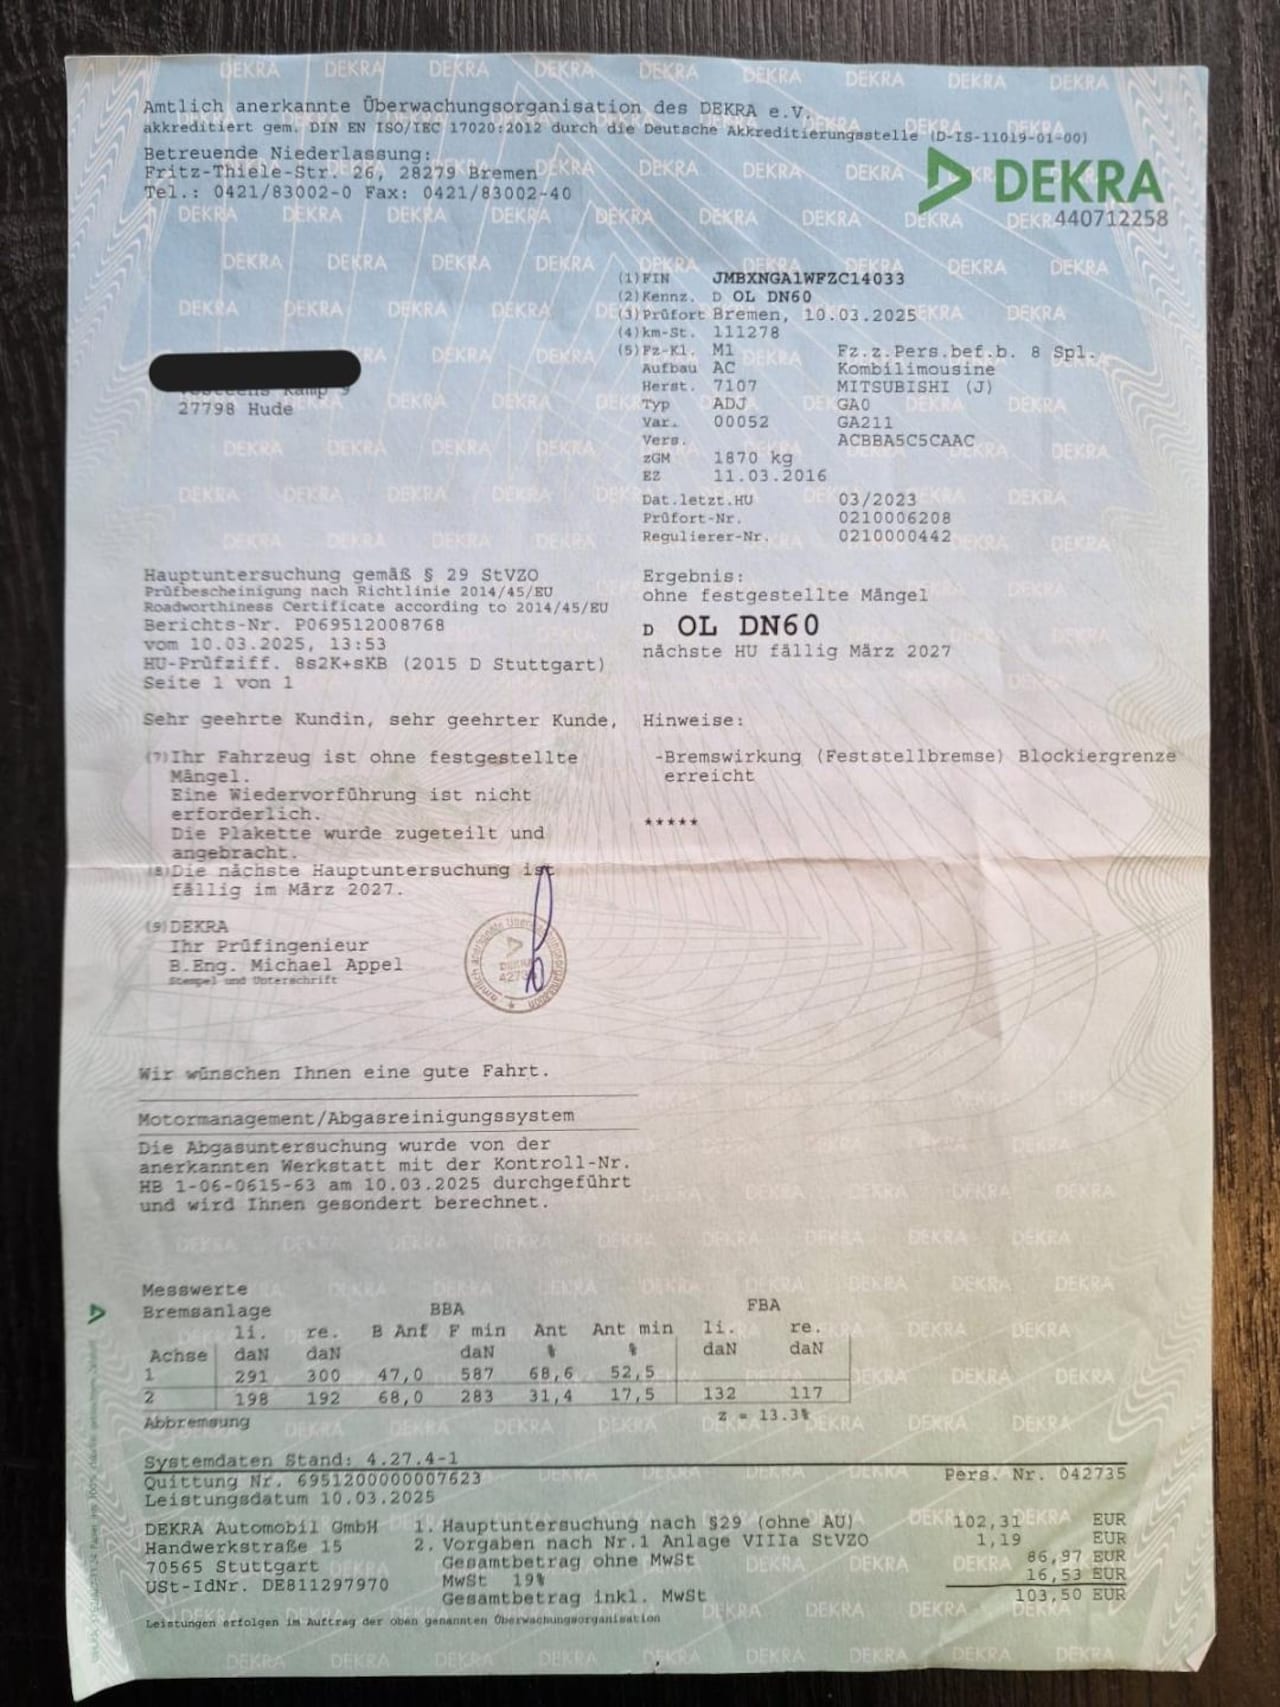 Amtlich anerkannte Überwachungsorganisation des DEKRA e.V.
akkreditiert gem. DIN EN ISO/IEC 17020:2012 durch die Deutsche Akkreditierungsstelle (D-IS-11019-01-00)
Betreuende Niederlassung:
Fritz-Thiele-Str. 26, 28279 Bremen
Tel.: 0421/83002-0 Fax: 0421/83002-40
DEKRA
440712258
(1)FIN JMBXNGA1WFZC14033
(2)Kennz. D OL DN60
(3)Prüfort Bremen, 10.03.2025
(4)km-St. 111278
(5)Fz-Kl. M1 Fz.z.Pers.bef.b. 8 Spl.
Aufbau AC Kombilimousine
Herst. 7107 MITSUBISHI (J)
Typ ADJ GA0
Var. 00052 GA211
Vers. ACBBA5C5CAAC
zGM 1870 kg
EZ 11.03.2016
Dat.letzt.HU 03/2023
Prüfort-Nr. 0210006208
Regulierer-Nr. 0210000442
27798 Hude
Hauptuntersuchung gemäß § 29 StVZO
Prüfbescheinigung nach Richtlinie 2014/45/EU
Roadworthiness Certificate according to 2014/45/EU
Berichts-Nr. P069512008768
vom 10.03.2025, 13:53
HU-Prüfziff. 8s2K+sKB (2015 D Stuttgart)
Seite 1 von 1
Ergebnis:
ohne festgestellte Mängel
D OL DN60
nächste HU fällig März 2027
Sehr geehrte Kundin, sehr geehrter Kunde,
(7)Ihr Fahrzeug ist ohne festgestellte
Mängel.
Eine Wiedervorführung ist nicht
erforderlich.
Die Plakette wurde zugeteilt und
angebracht.
(8)Die nächste Hauptuntersuchung ist
fällig im März 2027.
Hinweise:
-Bremswirkung (Feststellbremse) Blockiergrenze
erreicht
*****
(9)DEKRA
Ihr Prüfingenieur
B.Eng. Michael Appel
Stempel und Unterschrift
Wir wünschen Ihnen eine gute Fahrt.
Motormanagement/Abgasreinigungssystem
Die Abgasuntersuchung wurde von der
anerkannten Werkstatt mit der Kontroll-Nr.
HB 1-06-0615-63 am 10.03.2025 durchgeführt
und wird Ihnen gesondert berechnet.
Messwerte
Bremsanlage BBA FBA
li. re. B Anf F min Ant Ant min li. re.
Achse daN daN daN % % daN daN
1 291 300 47,0 587 68,6 52,5
2 198 192 68,0 283 31,4 17,5 132 117
Abbremsung z = 13.3%
Systemdaten Stand: 4.27.4-1
Quittung Nr. 6951200000007623 Pers. Nr. 042735
Leistungsdatum 10.03.2025
DEKRA Automobil GmbH 1. Hauptuntersuchung nach §29 (ohne AU) 102,31 EUR
Handwerkstraße 15 2. Vorgaben nach Nr.1 Anlage VIIIa StVZO 1,19 EUR
70565 Stuttgart Gesamtbetrag ohne MwSt 86,97 EUR
USt-IdNr. DE811297970 MwSt 19% 16,53 EUR
Gesamtbetrag inkl. MwSt 103,50 EUR
Leistungen erfolgen im Auftrag der oben genannten Überwachungsorganisation